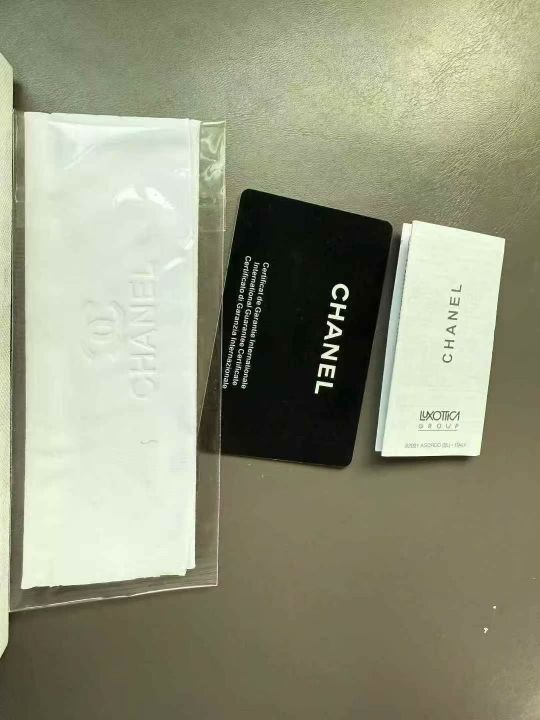 CHANEL
CHANEL
Certificat de Garantie Internationale
International Guarantee Certificate
Certificato di Garanzia Internazionale
CHANEL
LUXOTTICA
GROUP
32021 AGORDO (BL) - ITALY